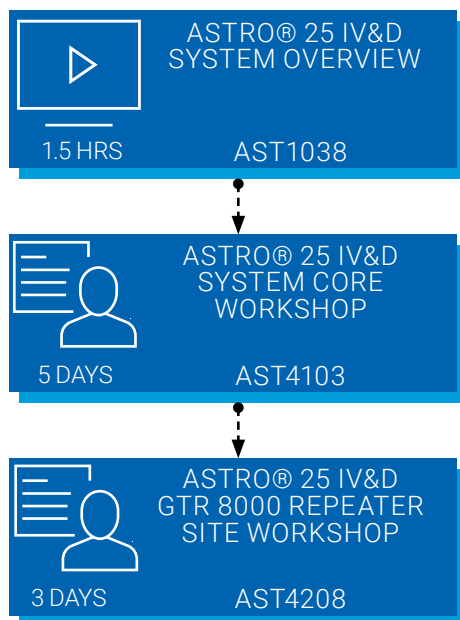 ASTRO® 25 IV&D
SYSTEM OVERVIEW
1.5 HRS
AST1038
ASTRO® 25 IV&D
SYSTEM CORE
WORKSHOP
5 DAYS
AST4103
ASTRO® 25 IV&D
GTR 8000 REPEATER
SITE WORKSHOP
3 DAYS
AST4208